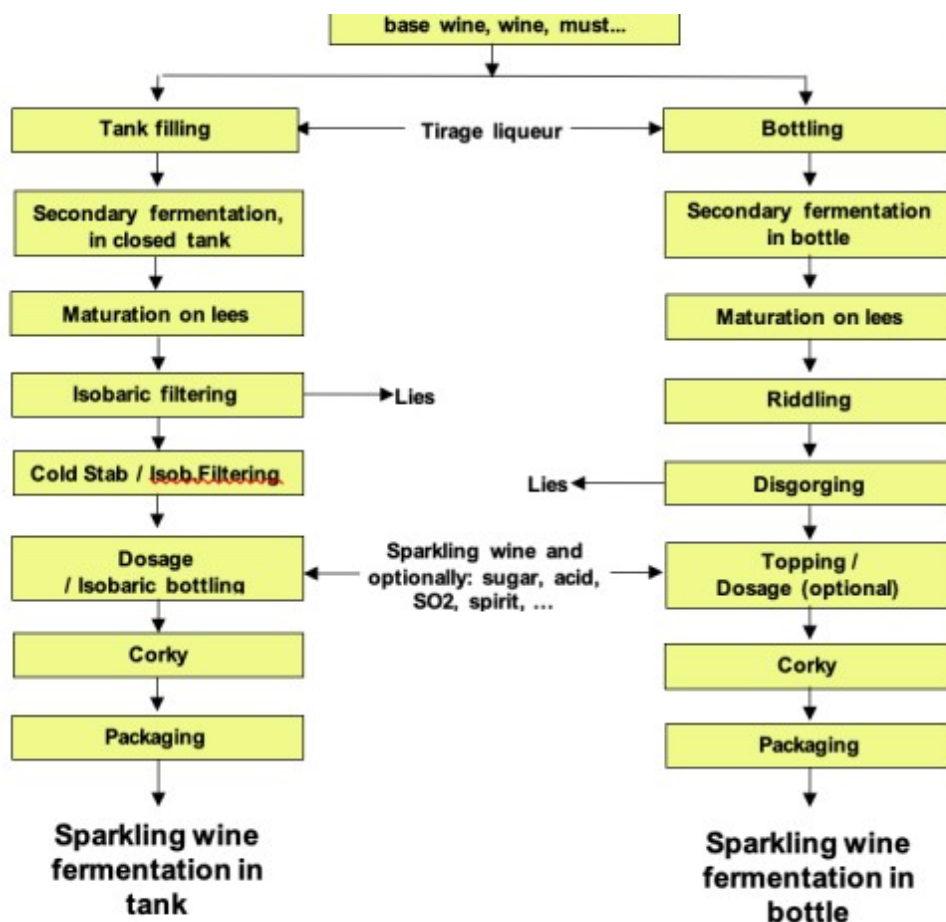 base wine, wine, must...
Tank filling
Tirage liqueur
Bottling
Secondary fermentation,
in closed tank
Secondary fermentation
in bottle
Maturation on lees
Maturation on lees
Isobaric filtering
Lies
Riddling
Cold Stab / Isob.Filtering
Lies
Disgorging
Dosage
/ Isobaric bottling
Sparkling wine and
optionally: sugar, acid,
SO2, spirit, ...
Topping /
Dosage (optional)
Corky
Corky
Packaging
Packaging
Sparkling wine
fermentation in
tank
Sparkling wine
fermentation in
bottle